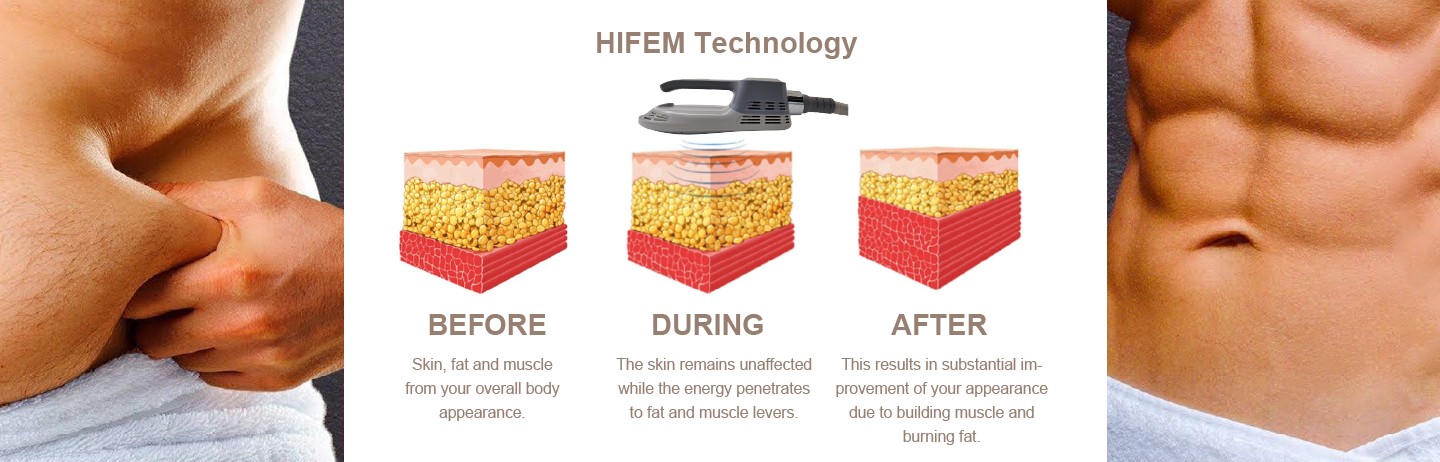 HIFEM Technology
BEFORE
Skin, fat and muscle
from your overall body
appearance.
DURING
The skin remains unaffected
while the energy penetrates
to fat and muscle levers.
AFTER
This results in substantial im-
provement of your appearance
due to building muscle and
burning fat.